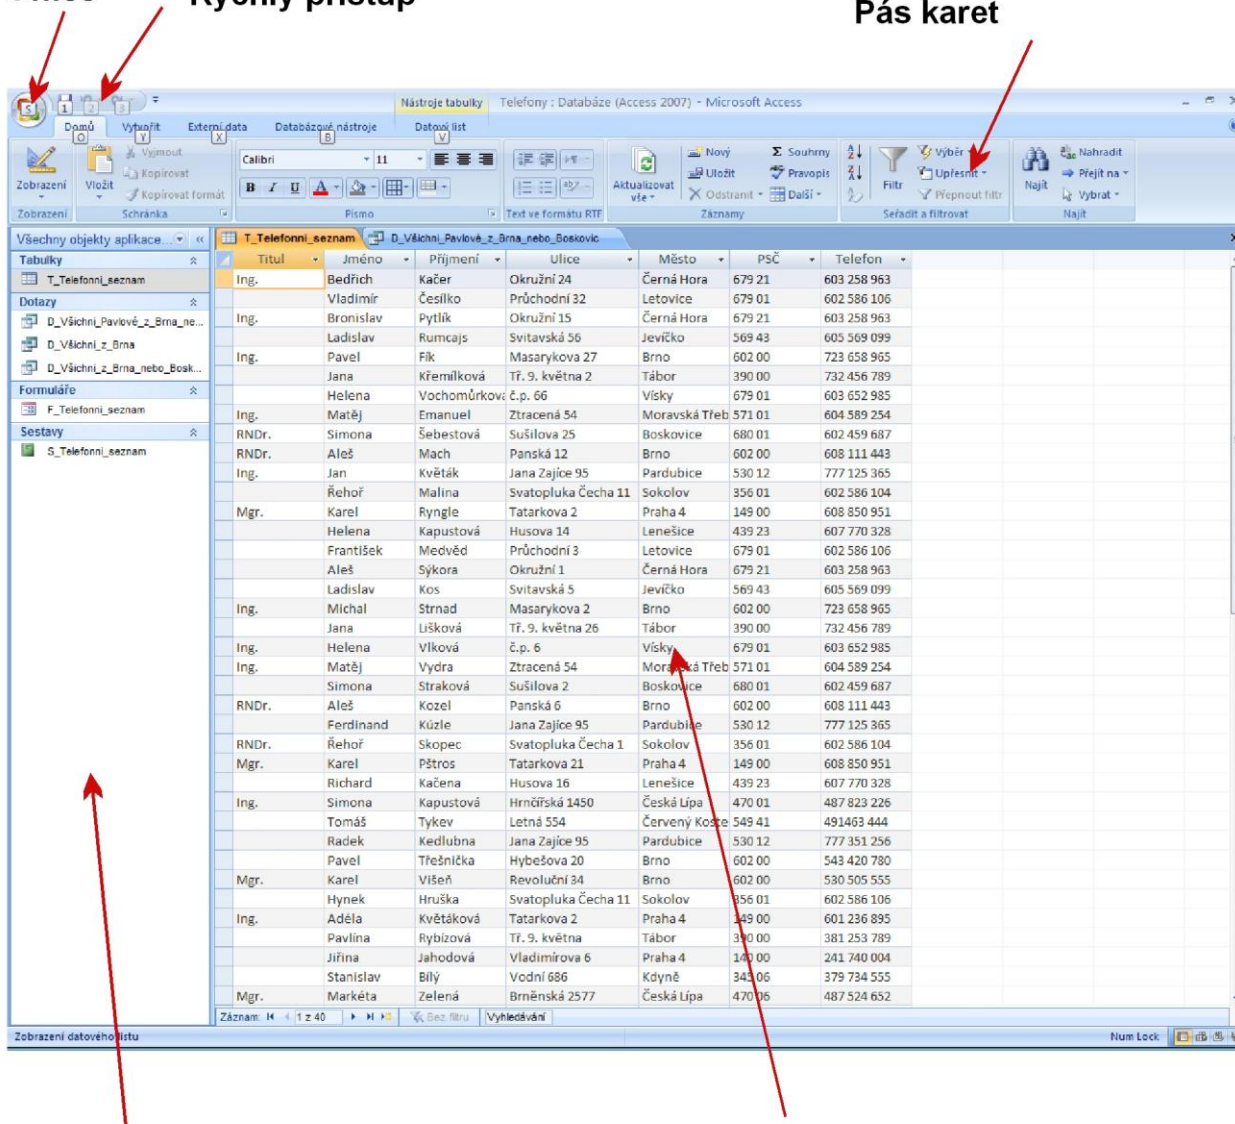 Rychlý přístup
Pás karet
Nástroje tabulky Telefony : Databáze (Access 2007) - Microsoft Access
Domů Vytvořit Externí data Databázové nástroje Datový list
S 1 2 3 O Y X B V
Zobrazení
Vložit
Vyjmout
Kopírovat
Kopírovat formát
Calibri 11
B I U A
Aktualizovat vše
Nový
Uložit
Odstranit
Souhrny
Pravopis
Další
Filtr
Výběr
Upřesnit
Přepnout filtr
Najít
Nahradit
Přejít na
Vybrat
Zobrazení Schránka Písmo Text ve formátu RTF Záznamy Seřadit a filtrovat Najít
Všechny objekty aplikace...
Tabulky
T_Telefonni_seznam
Dotazy
D_Všichni_Pavlové_z_Brna_ne...
D_Všichni_z_Brna
D_Všichni_z_Brna_nebo_Bosk...
Formuláře
F_Telefonni_seznam
Sestavy
S_Telefonni_seznam
T_Telefonni_seznam D_Všichni_Pavlové_z_Brna_nebo_Boskovic
Titul Jméno Příjmení Ulice Město PSČ Telefon
Ing. Bedřich Kačer Okružní 24 Černá Hora 679 21 603 258 963
Vladimír Česílko Průchodní 32 Letovice 679 01 602 586 106
Ing. Bronislav Pytlík Okružní 15 Černá Hora 679 21 603 258 963
Ladislav Rumcajs Svitavská 56 Jevíčko 569 43 605 569 099
Ing. Pavel Fík Masarykova 27 Brno 602 00 723 658 965
Jana Křemílková Tř. 9. května 2 Tábor 390 00 732 456 789
Helena Vochomůrkova č.p. 66 Vísky 679 01 603 652 985
Ing. Matěj Emanuel Ztracená 54 Moravská Třeb 571 01 604 589 254
RNDr. Simona Šebestová Sušilova 25 Boskovice 680 01 602 459 687
RNDr. Aleš Mach Panská 12 Brno 602 00 608 111 443
Ing. Jan Květák Jana Zajíce 95 Pardubice 530 12 777 125 365
Řehoř Malina Svatopluka Čecha 11 Sokolov 356 01 602 586 104
Mgr. Karel Ryngle Tatarkova 2 Praha 4 149 00 608 850 951
Helena Kapustová Husova 14 Lenešice 439 23 607 770 328
František Medvěd Průchodní 3 Letovice 679 01 602 586 106
Aleš Sýkora Okružní 1 Černá Hora 679 21 603 258 963
Ladislav Kos Svitavská 5 Jevíčko 569 43 605 569 099
Ing. Michal Strnad Masarykova 2 Brno 602 00 723 658 965
Jana Lišková Tř. 9. května 26 Tábor 390 00 732 456 789
Ing. Helena Vlková č.p. 6 Vísky 679 01 603 652 985
Ing. Matěj Vydra Ztracená 54 Moravská Třeb 571 01 604 589 254
Simona Straková Sušilova 2 Boskovice 680 01 602 459 687
RNDr. Aleš Kozel Panská 6 Brno 602 00 608 111 443
Ferdinand Kúzle Jana Zajíce 95 Pardubice 530 12 777 125 365
RNDr. Řehoř Skopec Svatopluka Čecha 1 Sokolov 356 01 602 586 104
Mgr. Karel Pštros Tatarkova 21 Praha 4 149 00 608 850 951
Richard Kačena Husova 16 Lenešice 439 23 607 770 328
Ing. Simona Kapustová Hrnčířská 1450 Česká Lípa 470 01 487 823 226
Tomáš Tykev Letná 554 Červený Koste 549 41 491463 444
Radek Kedlubna Jana Zajíce 95 Pardubice 530 12 777 351 256
Pavel Třešnička Hybešova 20 Brno 602 00 543 420 780
Mgr. Karel Višeň Revoluční 34 Brno 602 00 530 505 555
Hynek Hruška Svatopluka Čecha 11 Sokolov 356 01 602 586 106
Ing. Adéla Květáková Tatarkova 2 Praha 4 149 00 601 236 895
Pavlína Rybízová Tř. 9. května Tábor 390 00 381 253 789
Jiřina Jahodová Vladimírova 6 Praha 4 140 00 241 740 004
Stanislav Bílý Vodní 686 Kdyně 345 06 379 734 555
Mgr. Markéta Zelená Brněnská 2577 Česká Lípa 470 06 487 524 652
Záznam: 1 z 40 Bez filtru Vyhledávání
Zobrazení datového listu Num Lock